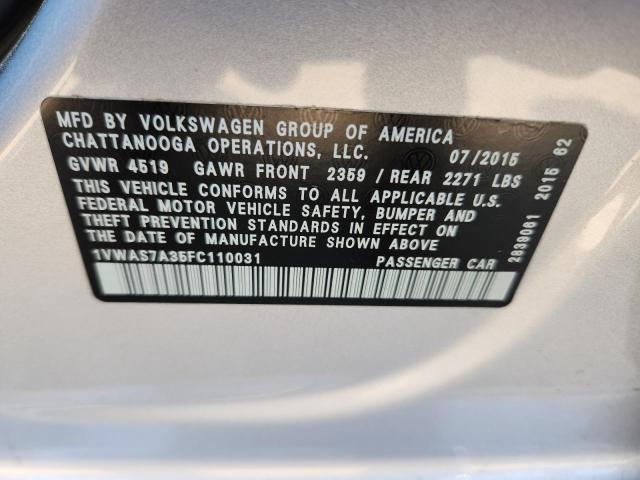 MFD BY VOLKSWAGEN GROUP OF AMERICA
CHATTANOOGA OPERATIONS, LLC. 07/2015
GVWR 4519 GAWR FRONT 2359 / REAR 2271 LBS
THIS VEHICLE CONFORMS TO ALL APPLICABLE U.S.
FEDERAL MOTOR VEHICLE SAFETY, BUMPER AND
THEFT PREVENTION STANDARDS IN EFFECT ON
THE DATE OF MANUFACTURE SHOWN ABOVE
1VWAS7A35FC110031 PASSENGER CAR
2839061 2015 62